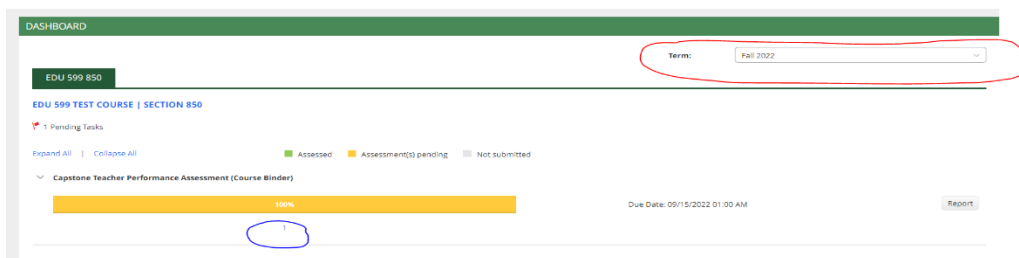 DASHBOARD
Term: Fall 2022
EDU 599 850
EDU 599 TEST COURSE | SECTION 850
1 Pending Tasks
Expand All | Collapse All Assessed Assessment(s) pending Not submitted
Capstone Teacher Performance Assessment (Course Binder)
100% Due Date: 09/15/2022 01:00 AM Report
1